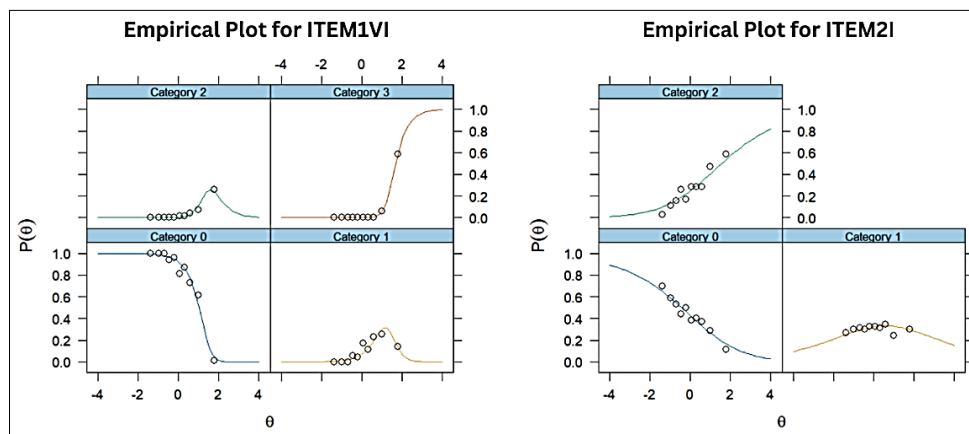 Empirical Plot for ITEM1VI
-4 -2 0 2 4
Category 2
Category 3
1.0
0.8
0.6
0.4
0.2
0.0
P(θ)
Category 0
Category 1
1.0
0.8
0.6
0.4
0.2
0.0
-4 -2 0 2 4
θ
Empirical Plot for ITEM2I
Category 2
1.0
0.8
0.6
0.4
0.2
0.0
P(θ)
Category 0
Category 1
1.0
0.8
0.6
0.4
0.2
0.0
-4 -2 0 2 4
θ